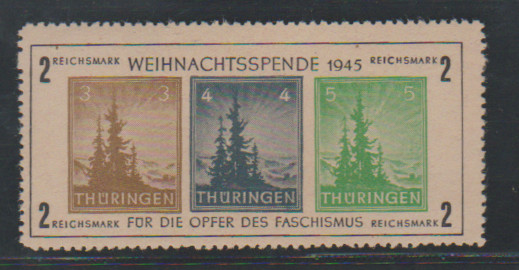 2 REICHSMARK WEIHNACHTSSPENDE 1945 REICHSMARK 2
3 3 4 4 5 5
THÜRINGEN THÜRINGEN THÜRINGEN
2 REICHSMARK FÜR DIE OPFER DES FASCHISMUS REICHSMARK 2